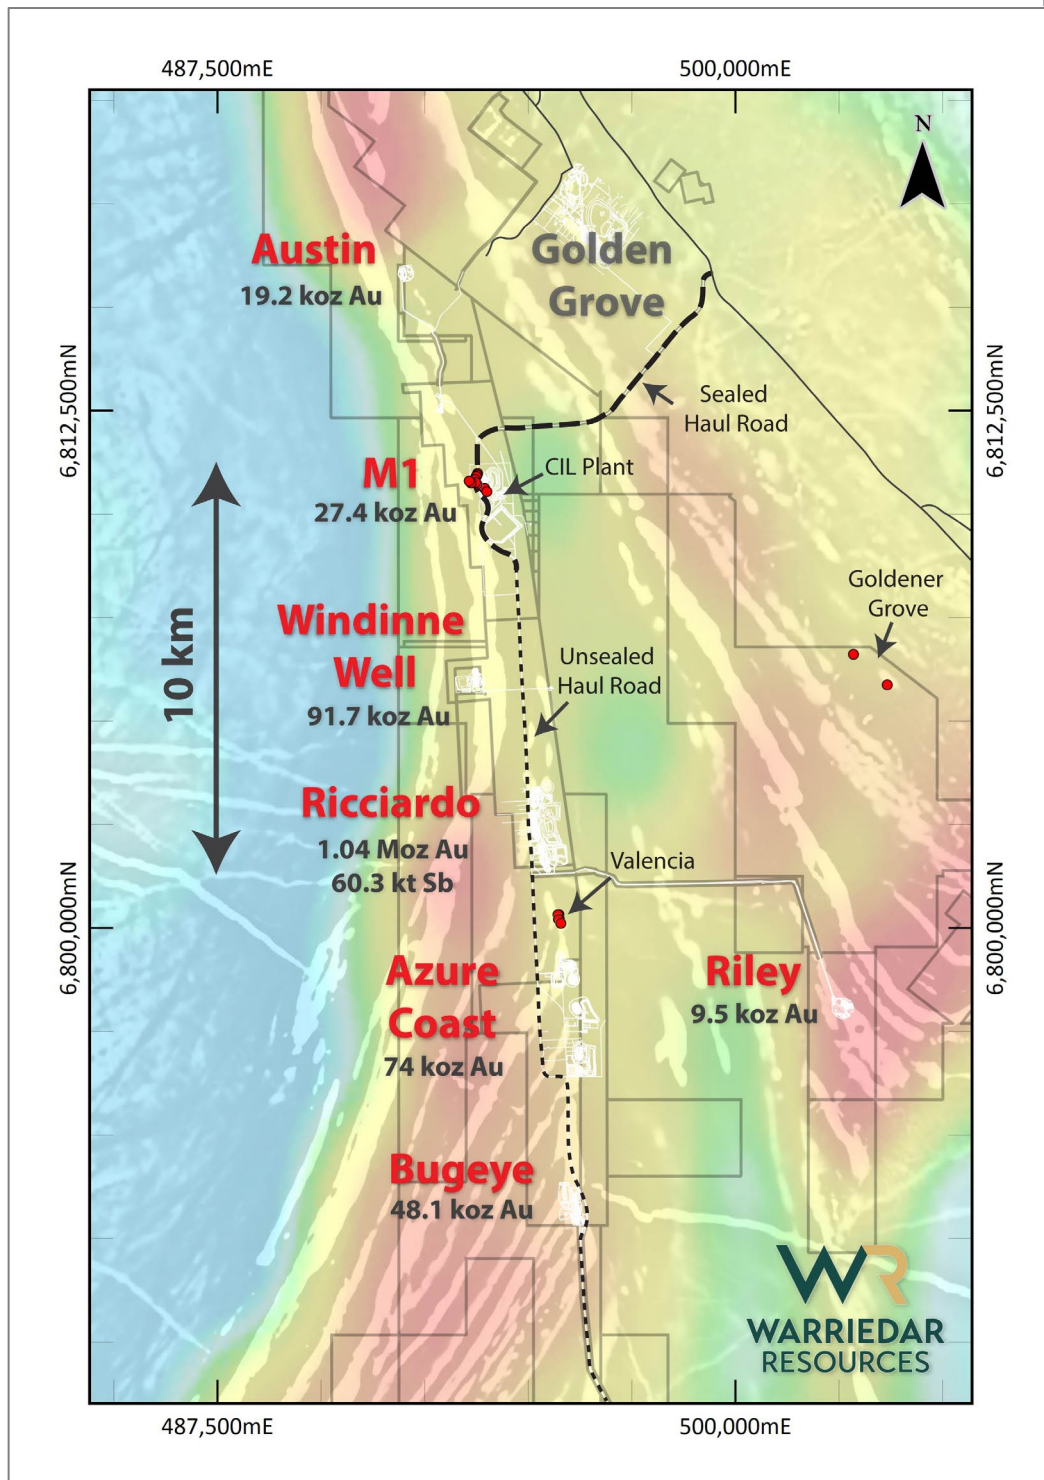 487,500mE
500,000mE
N
Austin
19.2 koz Au
Golden
Grove
6,812,500mN
6,812,500mN
Sealed
Haul Road
M1
27.4 koz Au
CIL Plant
Goldener
Grove
10 km
Windinne
Well
91.7 koz Au
Unsealed
Haul Road
Ricciardo
1.04 Moz Au
60.3 kt Sb
Valencia
6,800,000mN
6,800,000mN
Azure
Coast
74 koz Au
Riley
9.5 koz Au
Bugeye
48.1 koz Au
WR
WARRIEDAR
RESOURCES
487,500mE
500,000mE